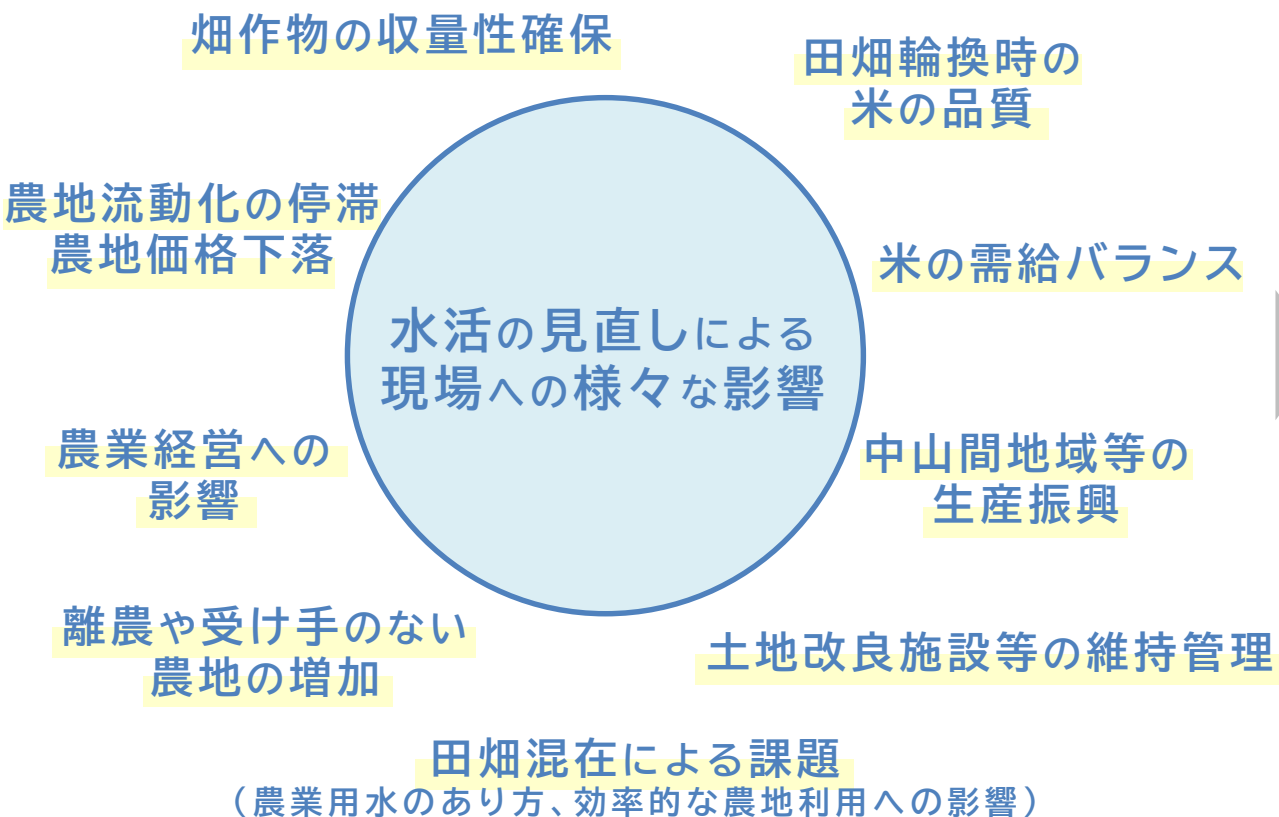 畑作物の収量性確保
田畑輪換時の
米の品質
農地流動化の停滞
農地価格下落
米の需給バランス
水活の見直しによる
現場への様々な影響
農業経営への
影響
中山間地域等の
生産振興
離農や受け手のない
農地の増加
土地改良施設等の維持管理
田畑混在による課題
（農業用水のあり方、効率的な農地利用への影響）